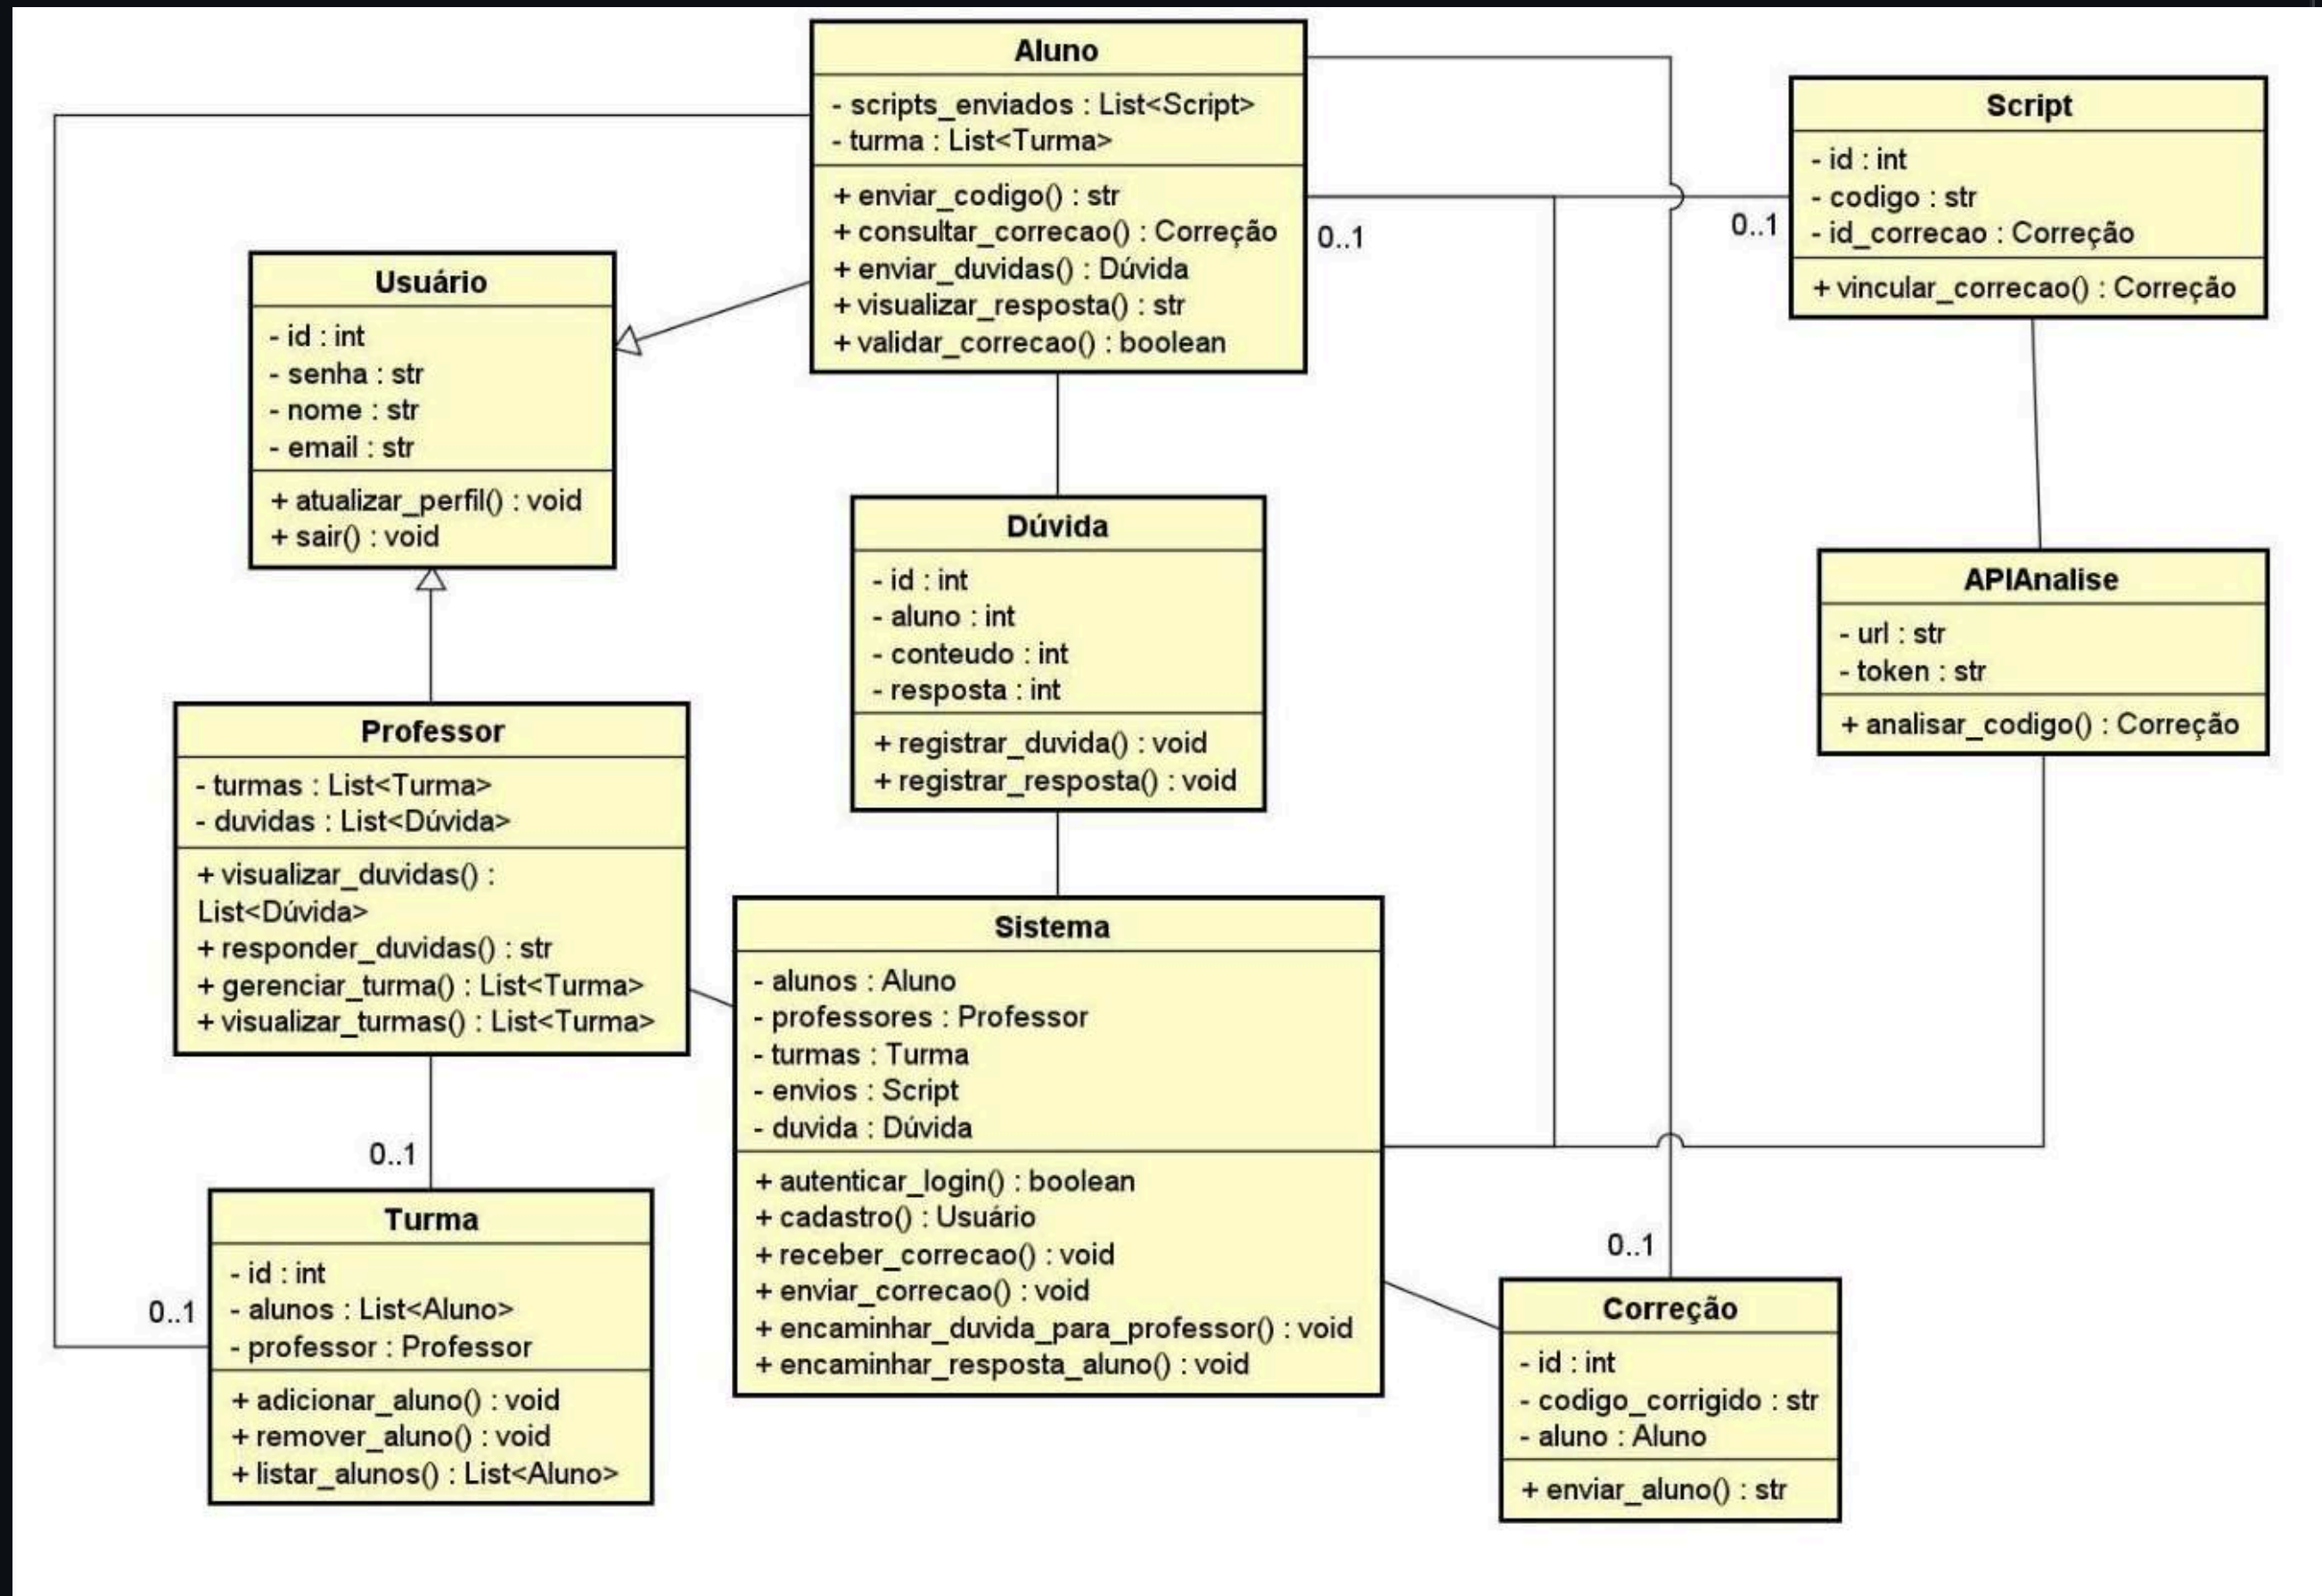 Aluno
- scripts_enviados : List<Script>
- turma : List<Turma>
+ enviar_codigo() : str
+ consultar_correcao() : Correção
+ enviar_duvidas() : Dúvida
+ visualizar_resposta() : str
+ validar_correcao() : boolean
0..1
0..1
Script
- id : int
- codigo : str
- id_correcao : Correção
+ vincular_correcao() : Correção
Usuário
- id : int
- senha : str
- nome : str
- email : str
+ atualizar_perfil() : void
+ sair() : void
Dúvida
- id : int
- aluno : int
- conteudo : int
- resposta : int
+ registrar_duvida() : void
+ registrar_resposta() : void
APIAnalise
- url : str
- token : str
+ analisar_codigo() : Correção
Professor
- turmas : List<Turma>
- duvidas : List<Dúvida>
+ visualizar_duvidas() :
List<Dúvida>
+ responder_duvidas() : str
+ gerenciar_turma() : List<Turma>
+ visualizar_turmas() : List<Turma>
Sistema
- alunos : Aluno
- professores : Professor
- turmas : Turma
- envios : Script
- duvida : Dúvida
+ autenticar_login() : boolean
+ cadastro() : Usuário
+ receber_correcao() : void
+ enviar_correcao() : void
+ encaminhar_duvida_para_professor() : void
+ encaminhar_resposta_aluno() : void
0..1
0..1
Turma
- id : int
- alunos : List<Aluno>
- professor : Professor
+ adicionar_aluno() : void
+ remover_aluno() : void
+ listar_alunos() : List<Aluno>
0..1
Correção
- id : int
- codigo_corrigido : str
- aluno : Aluno
+ enviar_aluno() : str